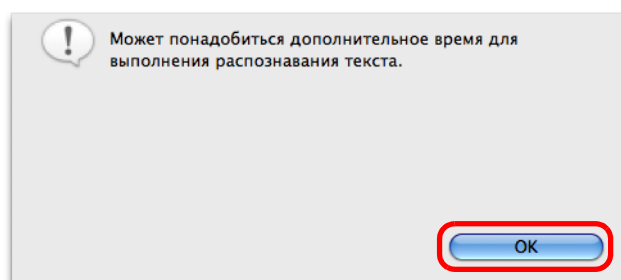 Может понадобиться дополнительное время для
выполнения распознавания текста.
OK